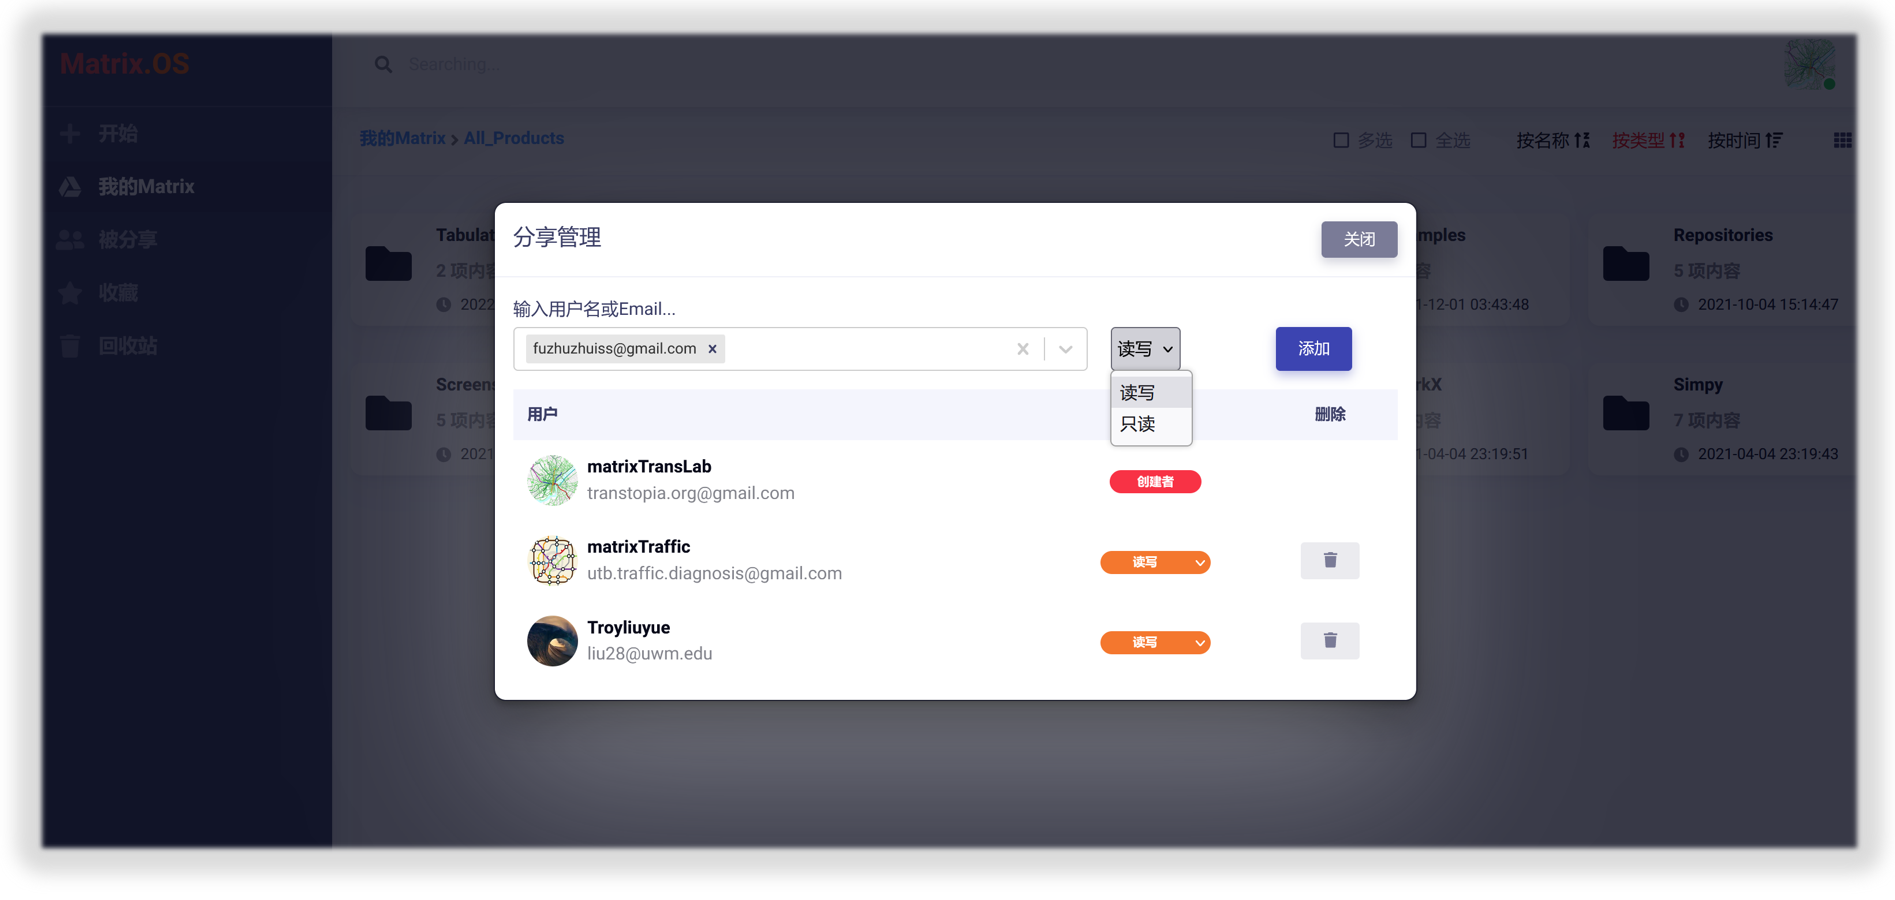 Matrix.OS
Searching...
开始
我的Matrix
被分享
收藏
回收站
我的Matrix > All_Products
多选 全选 按名称 按类型 按时间
分享管理
关闭
输入用户名或Email...
fuzhuzhuiss@gmail.com × 读写 添加
读写
只读
用户 删除
matrixTransLab
transtopia.org@gmail.com
创建者
matrixTraffic
utb.traffic.diagnosis@gmail.com
读写
Troyliuyue
liu28@uwm.edu
读写
Tabulat
2 项内容
2022
mples
容
1-12-01 03:43:48
Repositories
5 项内容
2021-10-04 15:14:47
Screens
5 项内容
2021
rkX
内容
1-04-04 23:19:51
Simpy
7 项内容
2021-04-04 23:19:43